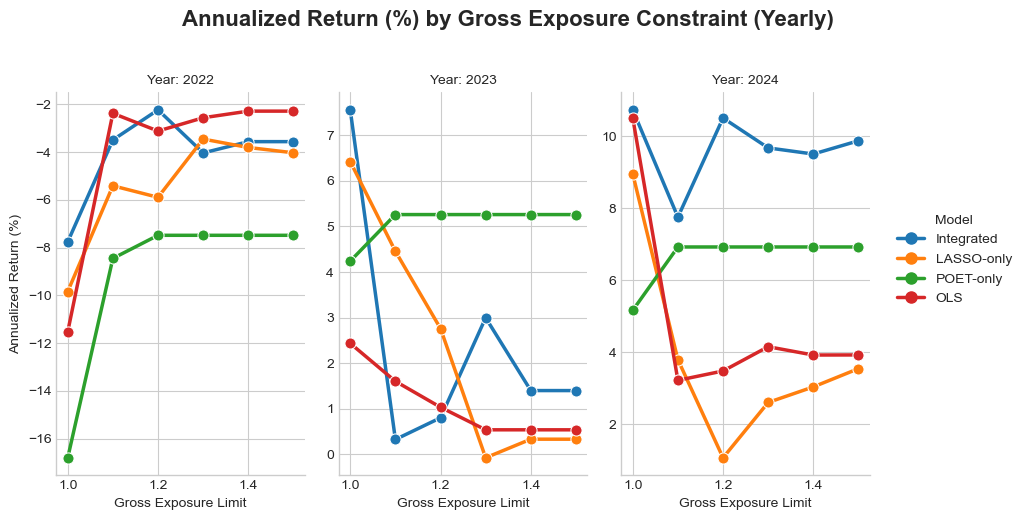 Annualized Return (%) by Gross Exposure Constraint (Yearly)
Year: 2022
Year: 2023
Year: 2024
Annualized Return (%)
−2
−4
−6
−8
−10
−12
−14
−16
1.0
1.2
1.4
Gross Exposure Limit
7
6
5
4
3
2
1
0
1.0
1.2
1.4
Gross Exposure Limit
10
8
6
4
2
1.0
1.2
1.4
Gross Exposure Limit
Model
Integrated
LASSO-only
POET-only
OLS